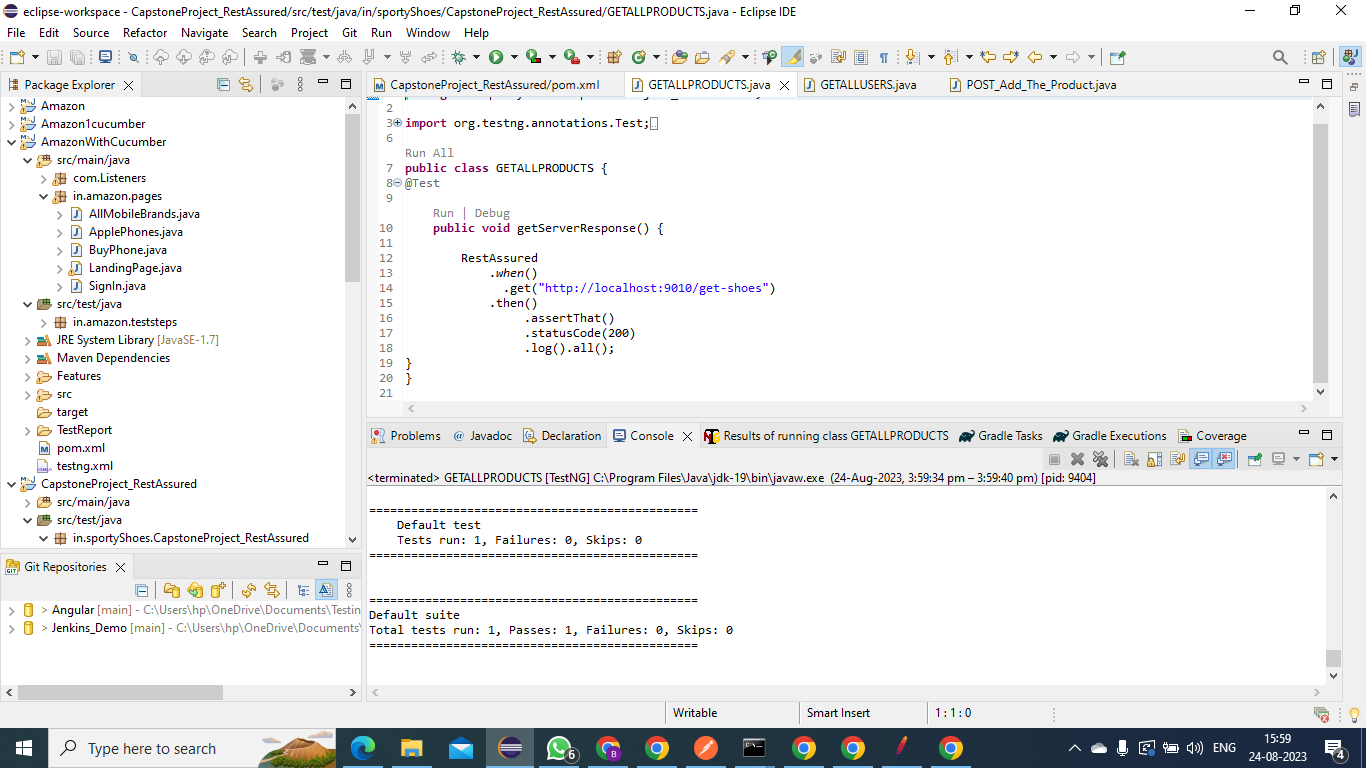 eclipse-workspace - CapstoneProject_RestAssured/src/test/java/in/sportyShoes/CapstoneProject_RestAssured/GETALLPRODUCTS.java - Eclipse IDE
File Edit Source Refactor Navigate Search Project Git Run Window Help
Package Explorer
Amazon
Amazon1cucumber
AmazonWithCucumber
src/main/java
com.Listeners
in.amazon.pages
AllMobileBrands.java
ApplePhones.java
BuyPhone.java
LandingPage.java
SignIn.java
src/test/java
in.amazon.teststeps
JRE System Library [JavaSE-1.7]
Maven Dependencies
Features
src
target
TestReport
pom.xml
testng.xml
CapstoneProject_RestAssured
src/main/java
src/test/java
in.sportyShoes.CapstoneProject_RestAssured
Git Repositories
> Angular [main] - C:\Users\hp\OneDrive\Documents\Testin
> Jenkins_Demo [main] - C:\Users\hp\OneDrive\Documents\
CapstoneProject_RestAssured/pom.xml GETALLPRODUCTS.java GETALLUSERS.java POST_Add_The_Product.java
2
3 import org.testng.annotations.Test;
6
Run All
7 public class GETALLPRODUCTS {
8 @Test
9
Run | Debug
10 public void getServerResponse() {
11
12 RestAssured
13 .when()
14 .get("http://localhost:9010/get-shoes")
15 .then()
16 .assertThat()
17 .statusCode(200)
18 .log().all();
19 }
20 }
21
Problems @ Javadoc Declaration Console Results of running class GETALLPRODUCTS Gradle Tasks Gradle Executions Coverage
<terminated> GETALLPRODUCTS [TestNG] C:\Program Files\Java\jdk-19\bin\javaw.exe (24-Aug-2023, 3:59:34 pm – 3:59:40 pm) [pid: 9404]
===============================================
Default test
Tests run: 1, Failures: 0, Skips: 0
===============================================
===============================================
Default suite
Total tests run: 1, Passes: 1, Failures: 0, Skips: 0
===============================================
Writable Smart Insert 1 : 1 : 0
Type here to search
6
B
ENG
15:59
24-08-2023
4